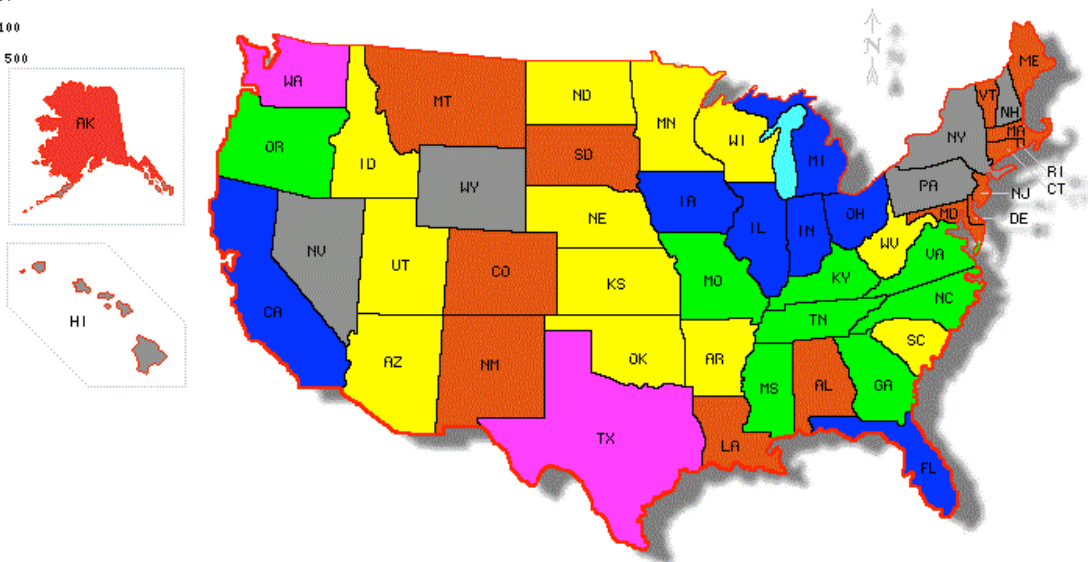 100
500
N
ME
WA
VT
NH
AK
MT
ND
MN
NY
MA
OR
WI
MI
SD
ID
RI
PA
CT
WY
NJ
IA
NE
OH
MD
DE
IL
IN
WV
NV
VA
UT
CO
KS
MO
KY
NC
CA
HI
TN
SC
AZ
NM
OK
AR
MS
AL
GA
TX
LA
FL